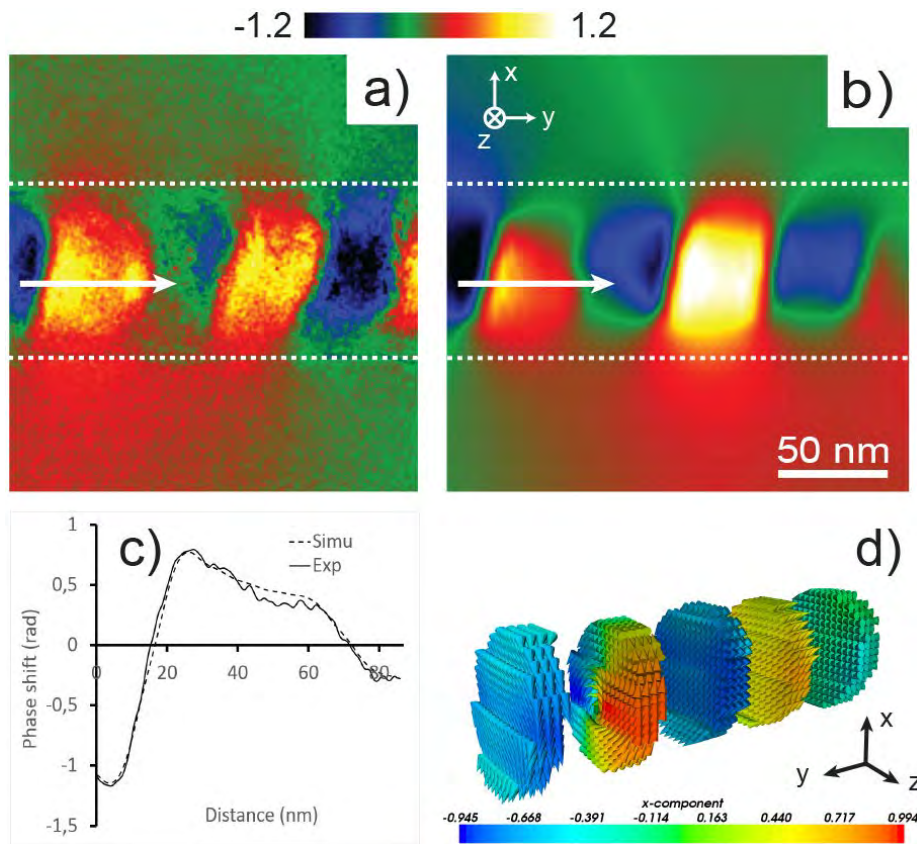 -1.2 1.2
a)
b)
x
y
z
50 nm
c)
Simu
Exp
Phase shift (rad)
1
0,5
0
-0,5
-1
-1,5
0 20 40 60 80
Distance (nm)
d)
x
y
z
x-component
-0.945 -0.668 -0.391 -0.114 0.163 0.440 0.717 0.994